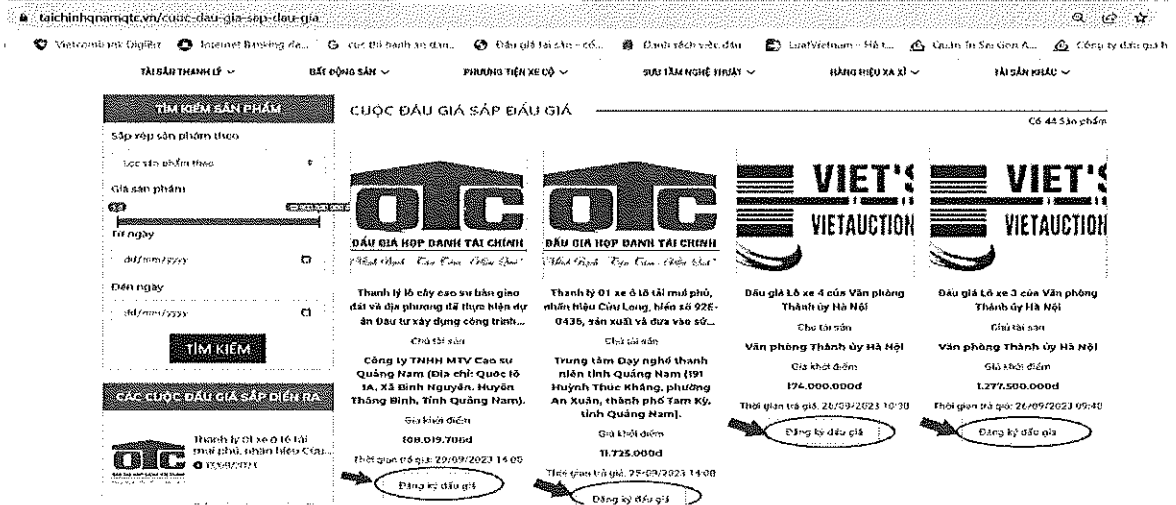 taichinhqnamqtc.vn/cuoc-dau-gia-sap-dau-gia
Vietcombank DigiBiz
Internet Banking
Danh sách việc đấu
TÀI SẢN THANH LÝ
BẤT ĐỘNG SẢN
PHƯƠNG TIỆN XE CỘ
SƯU TẦM NGHỆ THUẬT
HÀNG HIỆU XA XỈ
TÀI SẢN KHÁC
TÌM KIẾM SẢN PHẨM
Sắp xếp sản phẩm theo
Lọc sản phẩm theo
Giá sản phẩm
Từ ngày
dd/mm/yyyy
Đến ngày
dd/mm/yyyy
TÌM KIẾM
CÁC CUỘC ĐẤU GIÁ SẮP DIỄN RA
Thanh lý 01 xe ô tô tải
mui phủ, nhãn hiệu Cửu...
CUỘC ĐẤU GIÁ SẮP ĐẤU GIÁ
Có 44 Sản phẩm
QTC
ĐẤU GIÁ HỢP DANH TÀI CHÍNH
Thanh lý lô cây cao su bàn giao
đất về địa phương để thực hiện dự
án Đầu tư xây dựng công trình...
Chủ tài sản
Công ty TNHH MTV Cao su
Quảng Nam (Địa chỉ: Quốc lộ
1A, Xã Bình Nguyên, Huyện
Thăng Bình, Tỉnh Quảng Nam).
Giá khởi điểm
108.019.706đ
Thời gian trả giá: 29/09/2023 14:00
Đăng ký đấu giá
QTC
ĐẤU GIÁ HỢP DANH TÀI CHÍNH
Thanh lý 01 xe ô tô tải mui phủ,
nhãn hiệu Cửu Long, biển số 92E-
0436, sản xuất và đưa vào sử...
Chủ tài sản
Trung tâm Dạy nghề thanh
niên tỉnh Quảng Nam (191
Huỳnh Thúc Kháng, phường
An Xuân, thành phố Tam Kỳ,
tỉnh Quảng Nam).
Giá khởi điểm
11.725.000đ
Thời gian trả giá: 25/09/2023 14:00
Đăng ký đấu giá
VIET'S
VIETAUCTION
Đấu giá Lô xe 4 của Văn phòng
Thành ủy Hà Nội
Chủ tài sản
Văn phòng Thành ủy Hà Nội
Giá khởi điểm
174.000.000đ
Thời gian trả giá: 26/09/2023 10:30
Đăng ký đấu giá
VIET'S
VIETAUCTION
Đấu giá Lô xe 3 của Văn phòng
Thành ủy Hà Nội
Chủ tài sản
Văn phòng Thành ủy Hà Nội
Giá khởi điểm
1.277.500.000đ
Thời gian trả giá: 26/09/2023 09:40
Đăng ký đấu giá